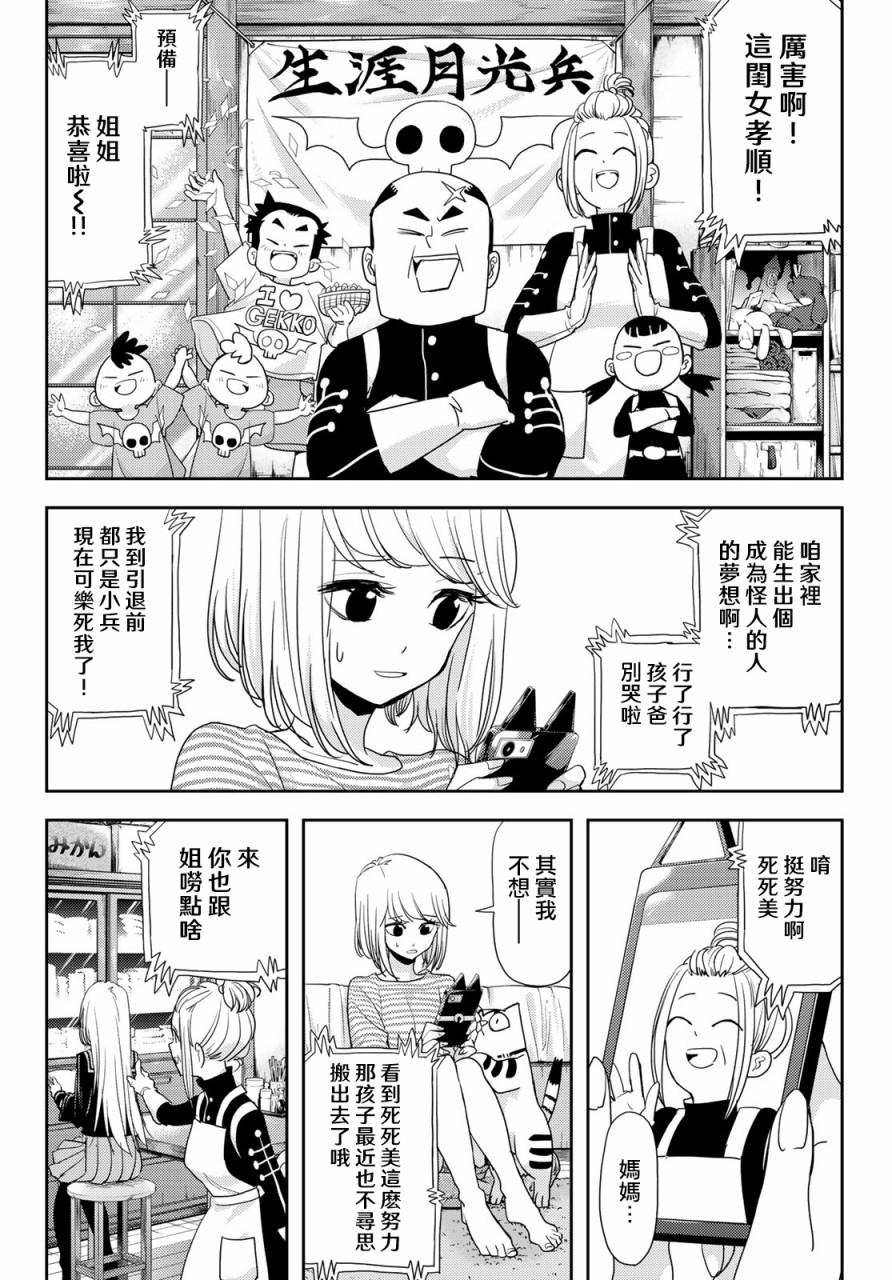 生涯月光兵
厲害啊！
這閨女孝順！
預備——
姐姐
恭喜啦～!!
I♡
GEKKO
咱家裡
能生出個
成為怪人的人
的夢想啊…
行了行了
孩子爸
別哭啦
我到引退前
都只是小兵
現在可樂死我了！
唷
挺努力啊
死死美
媽媽…
其實我
不想——
看到死死美這麽努力
那孩子最近也不尋思
搬出去了哦
來
你也跟
姐嘮點啥
みかん